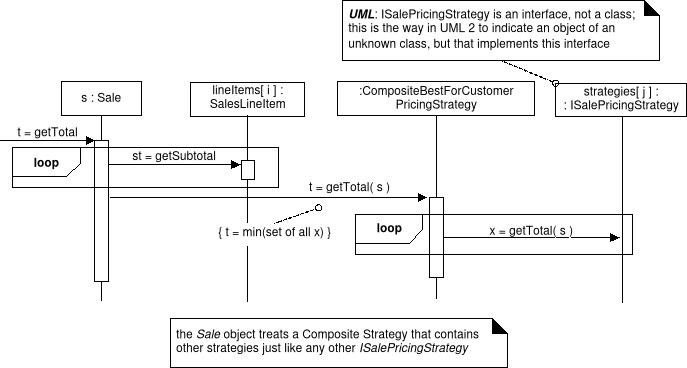 UML: ISalePricingStrategy is an interface, not a class;
this is the way in UML 2 to indicate an object of an
unknown class, but that implements this interface
s : Sale
lineItems[ i ] :
SalesLineItem
:CompositeBestForCustomer
PricingStrategy
strategies[ j ] :
: ISalePricingStrategy
t = getTotal
loop
st = getSubtotal
t = getTotal( s )
{ t = min(set of all x) }
loop
x = getTotal( s )
the Sale object treats a Composite Strategy that contains
other strategies just like any other ISalePricingStrategy